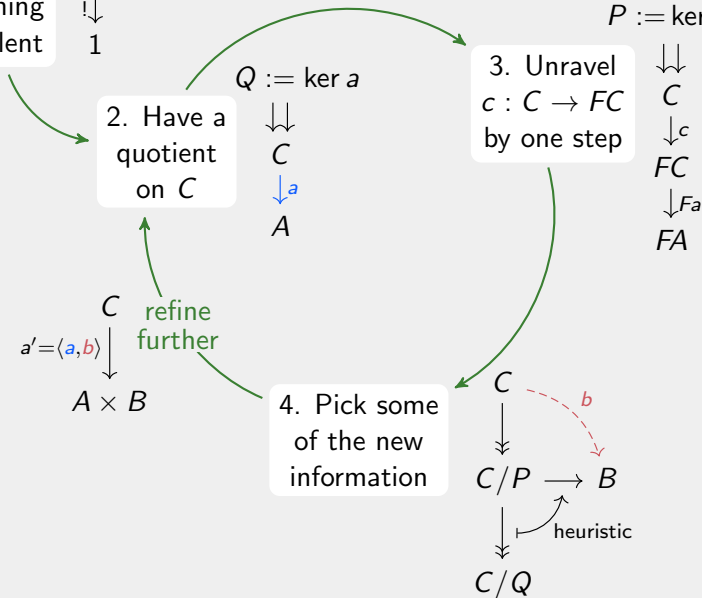 ning
lent
!
1
2. Have a
quotient
on C
Q := ker a
C
a
A
3. Unravel
c : C → FC
by one step
P := ker
C
c
FC
Fa
FA
refine
further
C
a′=⟨a,b⟩
A × B
4. Pick some
of the new
information
C
b
C/P → B
heuristic
C/Q